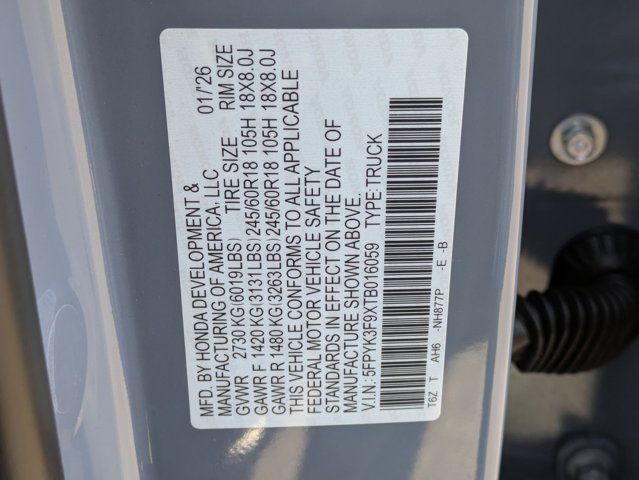 MFD. BY HONDA DEVELOPMENT & 01/'26
MANUFACTURING OF AMERICA, LLC
GVWR 2730 KG(6019LBS) TIRE SIZE RIM SIZE
GAWR F 1420 KG(3131LBS) 245/60R18 105H 18X8.0J
GAWR R 1480 KG(3263LBS) 245/60R18 105H 18X8.0J
THIS VEHICLE CONFORMS TO ALL APPLICABLE
FEDERAL MOTOR VEHICLE SAFETY
STANDARDS IN EFFECT ON THE DATE OF
MANUFACTURE SHOWN ABOVE.
V.I.N.: 5FPYK3F9XTB016059 TYPE: TRUCK
T6Z T AH6 -NH877P -E -B